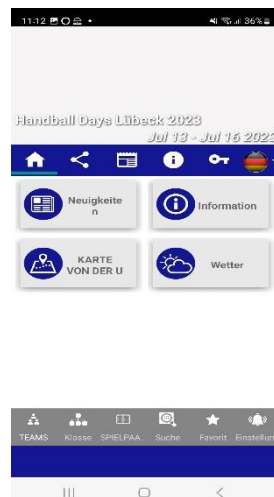 11:12
36%
Handball Days Lübeck 2023
Jul 13 - Jul 16 2023
Neuigkeite
n
Information
KARTE
VON DER U
Wetter
TEAMS Klasse SPIELPAA.. Suche Favorit Einstellun